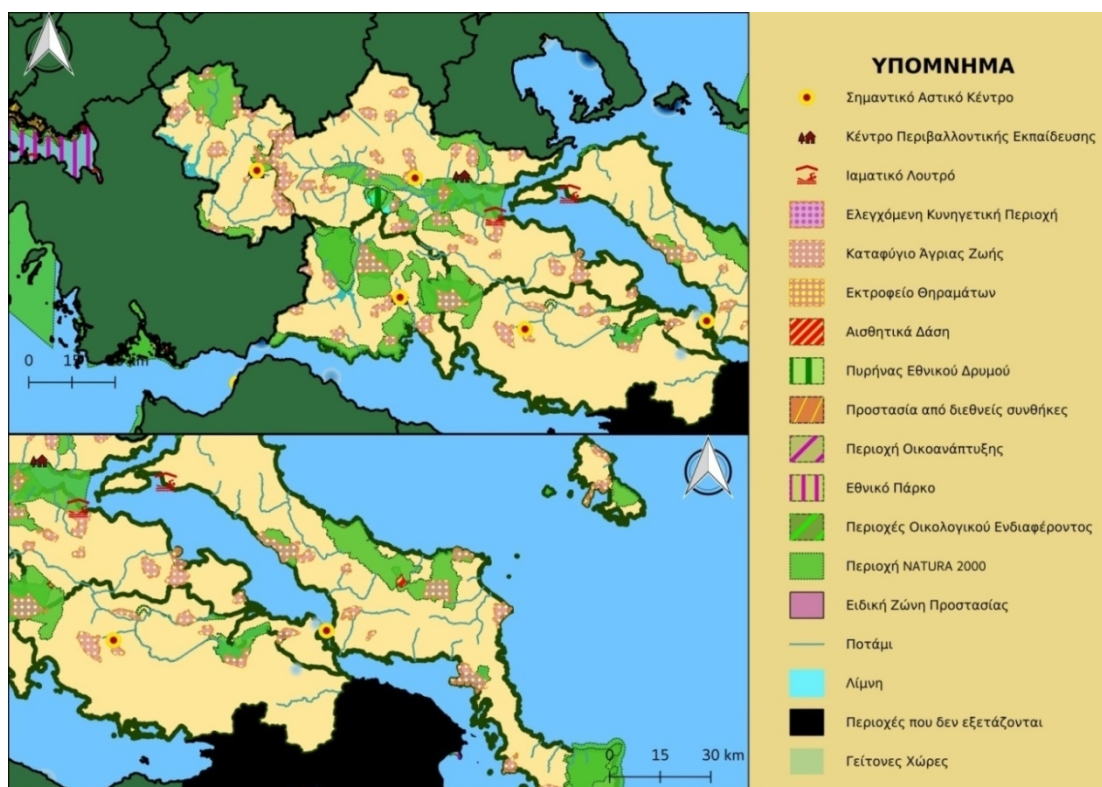 ΥΠΟΜΝΗΜΑ
Σημαντικό Αστικό Κέντρο
Κέντρο Περιβαλλοντικής Εκπαίδευσης
Ιαματικό Λουτρό
Ελεγχόμενη Κυνηγετική Περιοχή
Καταφύγιο Άγριας Ζωής
Εκτροφείο Θηραμάτων
Αισθητικά Δάση
Πυρήνας Εθνικού Δρυμού
Προστασία από διεθνείς συνθήκες
Περιοχή Οικοανάπτυξης
Εθνικό Πάρκο
Περιοχές Οικολογικού Ενδιαφέροντος
Περιοχή NATURA 2000
Ειδική Ζώνη Προστασίας
Ποτάμι
Λίμνη
Περιοχές που δεν εξετάζονται
Γείτονες Χώρες
0
km
0 15 30 km